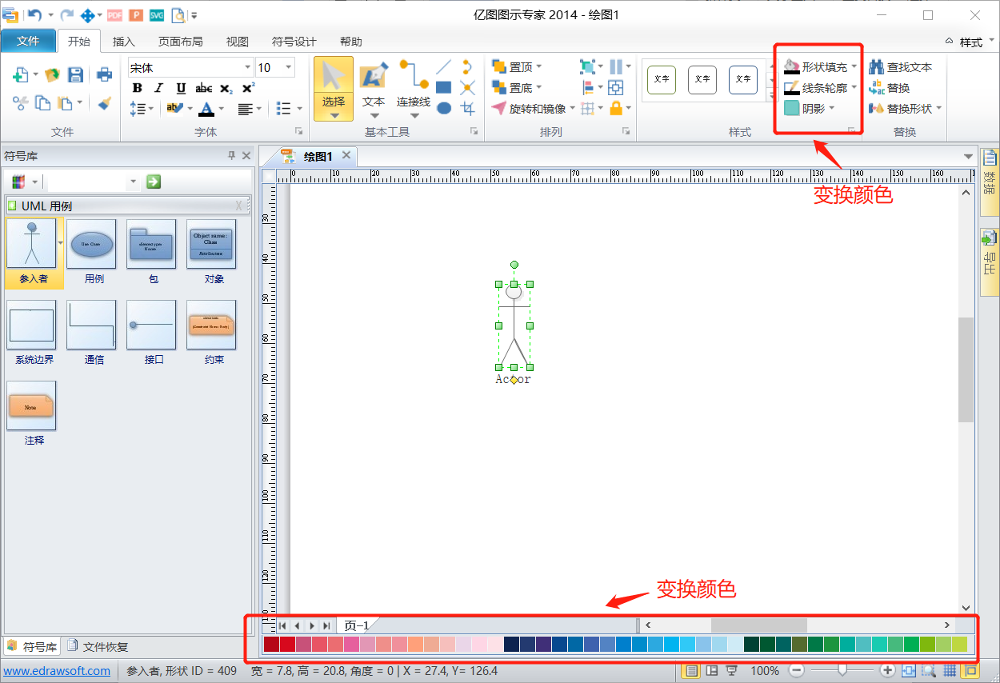 PDF P SVG
亿图图示专家 2014 - 绘图1
文件 开始 插入 页面布局 视图 符号设计 帮助 样式
宋体 10
B I U abc X₂ X²
ab A
选择 文本 连接线
置顶
置底
旋转和镜像
文字 文字 文字
形状填充
线条轮廓
阴影
查找文本
替换
替换形状
文件 字体 基本工具 排列 样式 替换
变换颜色
符号库
绘图1
0 10 20 30 40 50 60 70 80 90 100 110 120 130 140 150 160
30 40 50 60 70 80 90 100 110 120
UML 用例
Use Case
Object name :
Class
Attributes
参入者 用例 包 对象
系统边界 通信 接口 约束
Note
注释
Actor
数据
导出
变换颜色
页-1
符号库 文件恢复
www.edrawsoft.com 参入者, 形状 ID = 409 宽 = 7.8, 高 = 20.8, 角度 = 0 | X = 27.4, Y= 126.4 100%